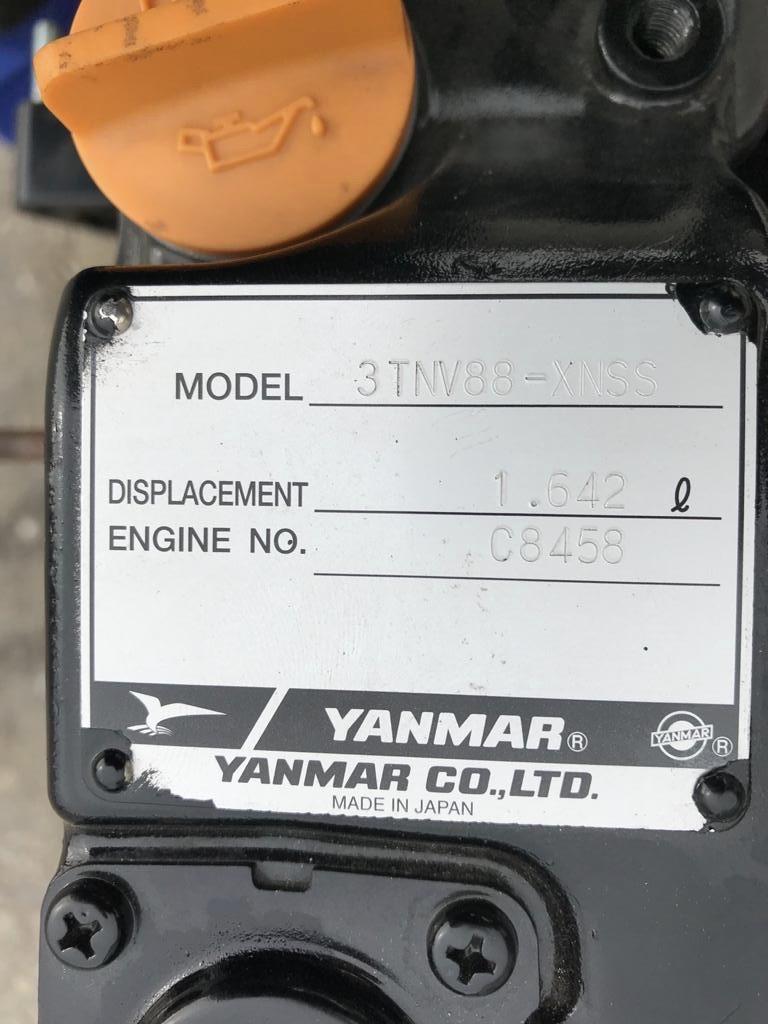 MODEL 3TNV88-XNSS
DISPLACEMENT 1.642 ℓ
ENGINE NO. C8458
YANMAR® YANMAR ®
YANMAR CO.,LTD.
MADE IN JAPAN